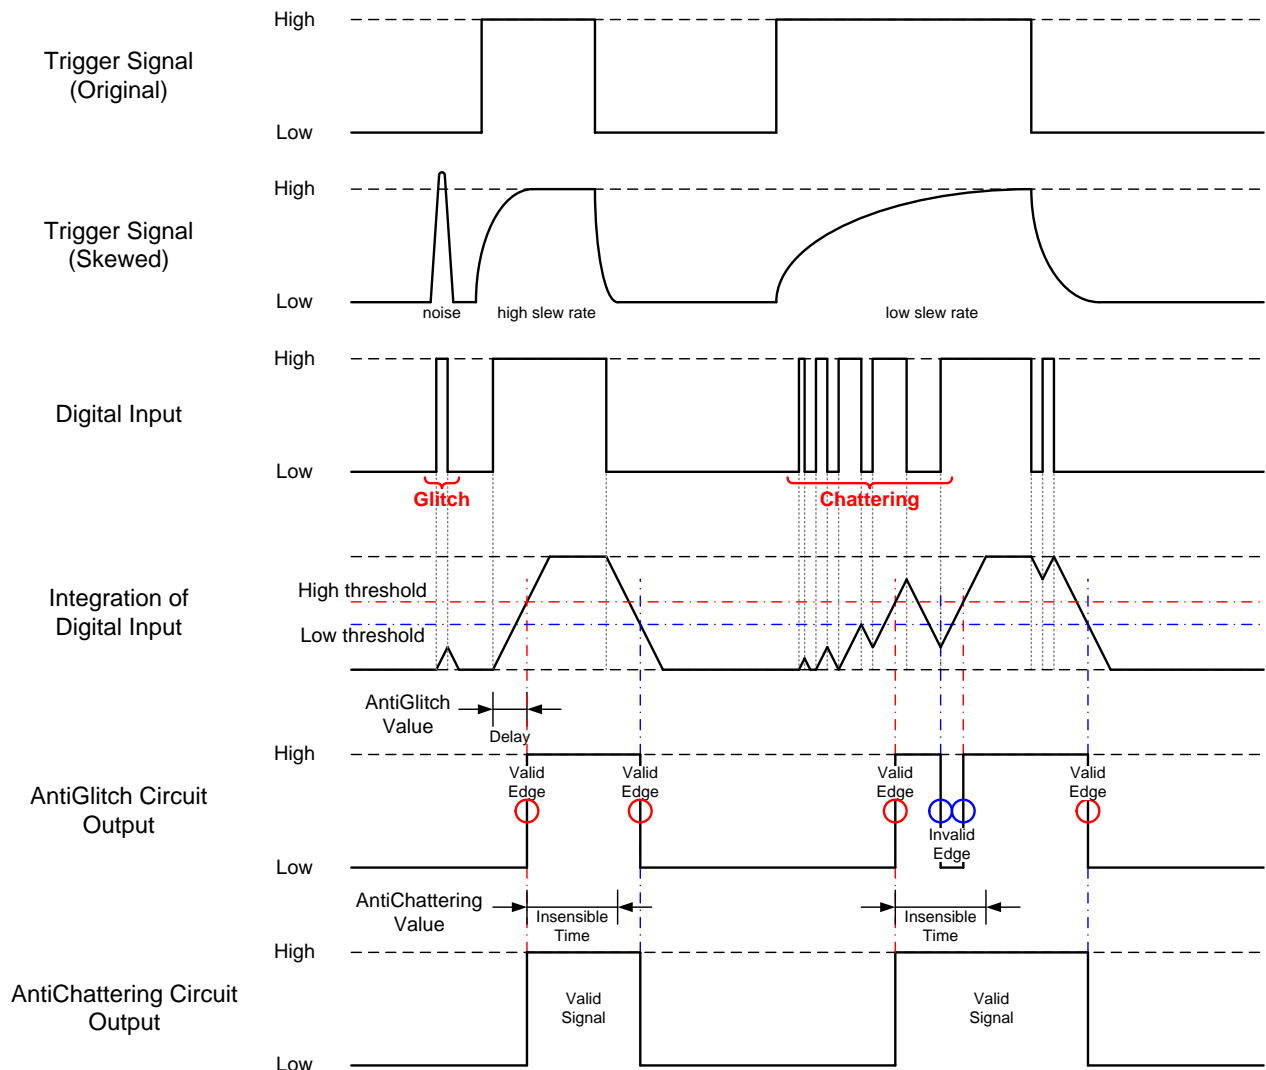 High
Trigger Signal
(Original)
Low
High
Trigger Signal
(Skewed)
Low
noise
high slew rate
low slew rate
High
Digital Input
Low
Glitch
Chattering
High threshold
Integration of
Digital Input
Low threshold
AntiGlitch
Value
Delay
High
Valid
Edge
Valid
Edge
Valid
Edge
Valid
Edge
AntiGlitch Circuit
Output
Invalid
Edge
Low
AntiChattering
Value
Insensible
Time
Insensible
Time
High
AntiChattering Circuit
Output
Valid
Signal
Valid
Signal
Low